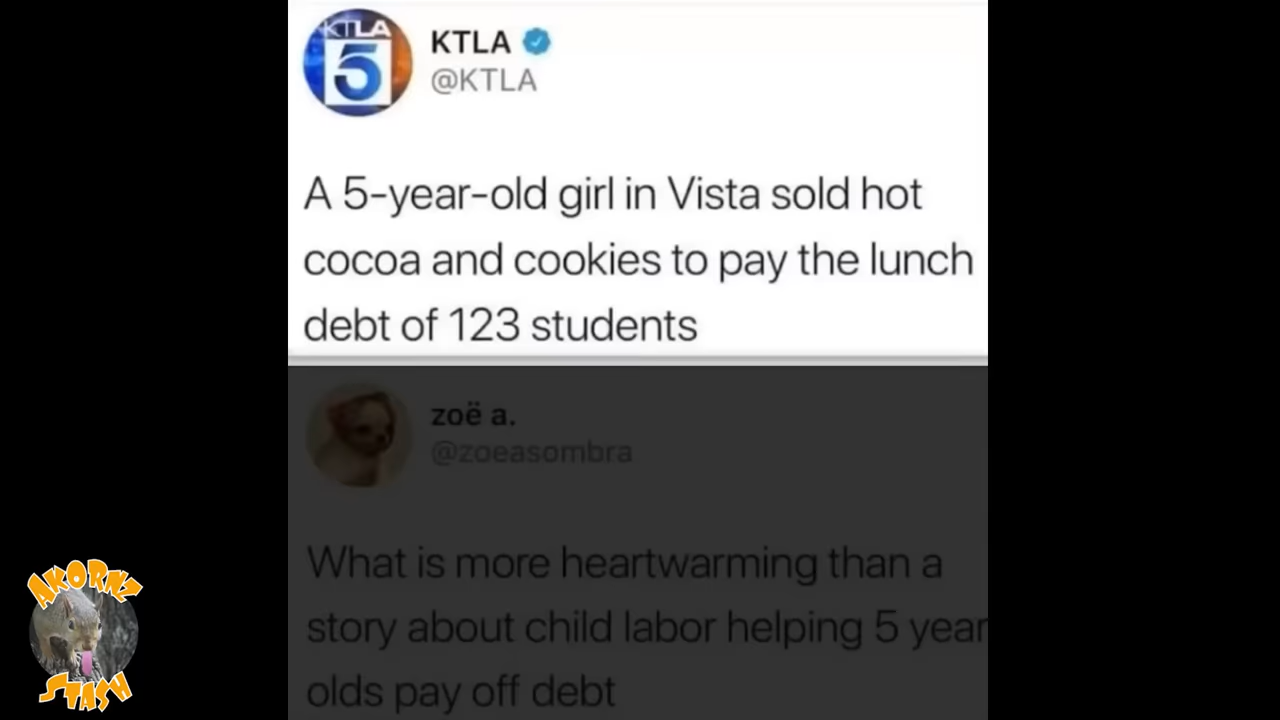 KTLA
5
KTLA
@KTLA
A 5-year-old girl in Vista sold hot
cocoa and cookies to pay the lunch
debt of 123 students
zoë a.
@zoeasombra
What is more heartwarming than a
story about child labor helping 5 year
olds pay off debt
AKORNZ
STASH